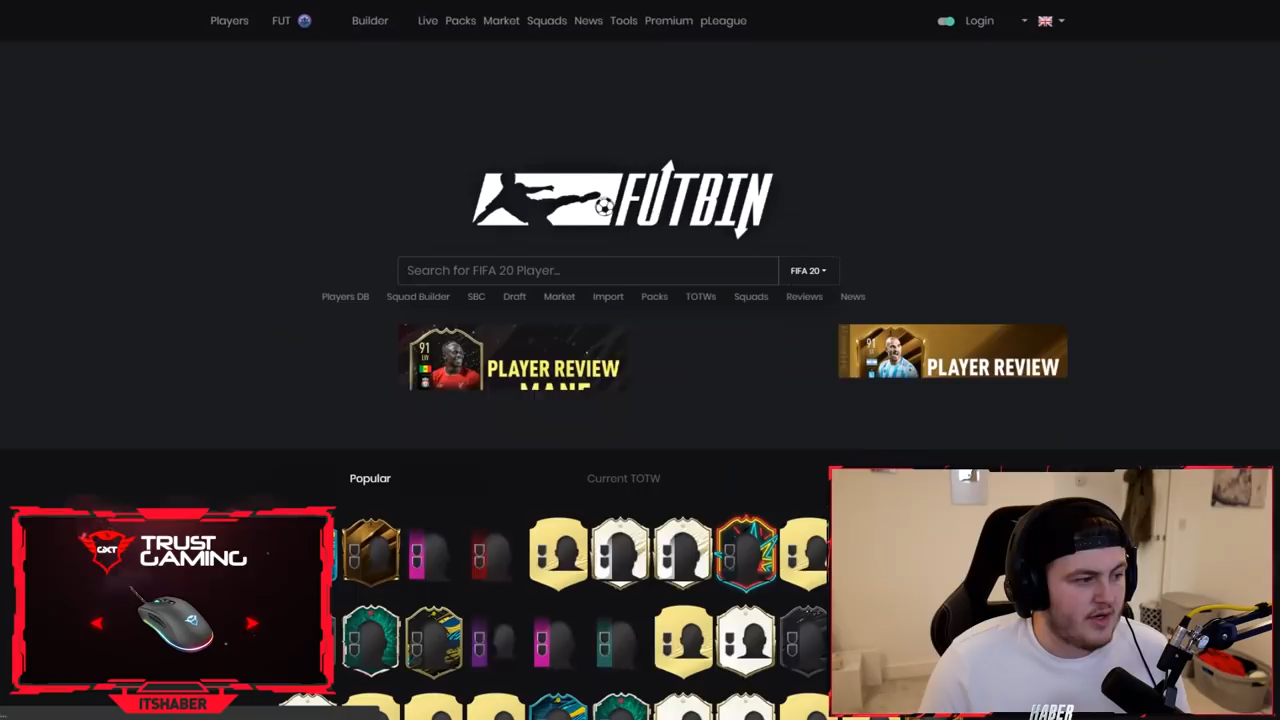 Players FUT Builder Live Packs Market Squads News Tools Premium pLeague Login
FUTBIN
Search for FIFA 20 Player... FIFA 20
Players DB Squad Builder SBC Draft Market Import Packs TOTWs Squads Reviews News
91
LIV
PLAYER REVIEW
MANE
91
PLAYER REVIEW
Popular Current TOTW
GXT TRUST
GAMING
ITSHABER
HABER